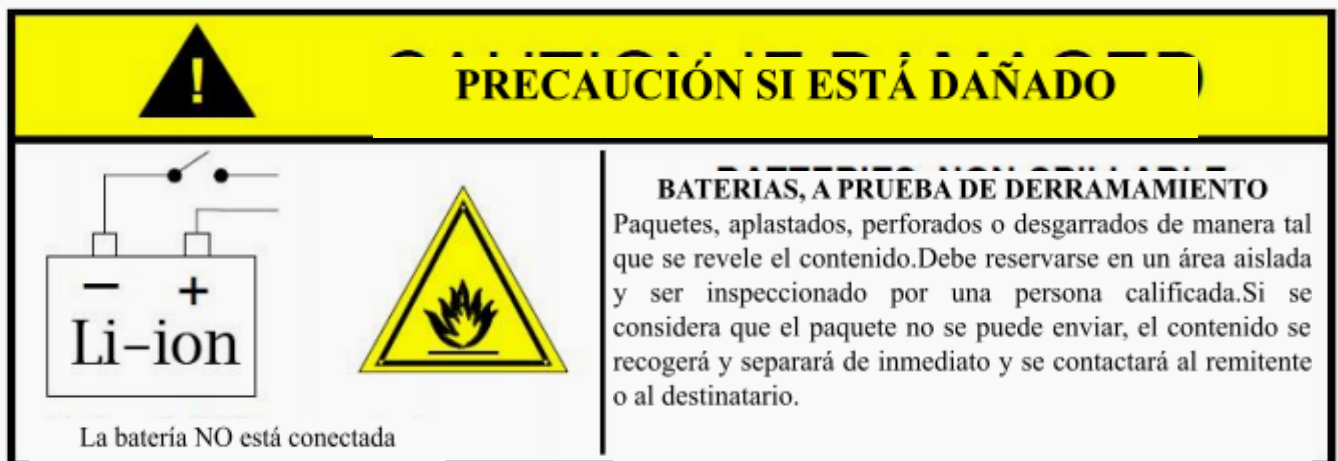 PRECAUCIÓN SI ESTÁ DAÑADO
- +
Li-ion
La batería NO está conectada
BATERIAS, A PRUEBA DE DERRAMAMIENTO
Paquetes, aplastados, perforados o desgarrados de manera tal
que se revele el contenido.Debe reservarse en un área aislada
y ser inspeccionado por una persona calificada.Si se
considera que el paquete no se puede enviar, el contenido se
recogerá y separará de inmediato y se contactará al remitente
o al destinatario.